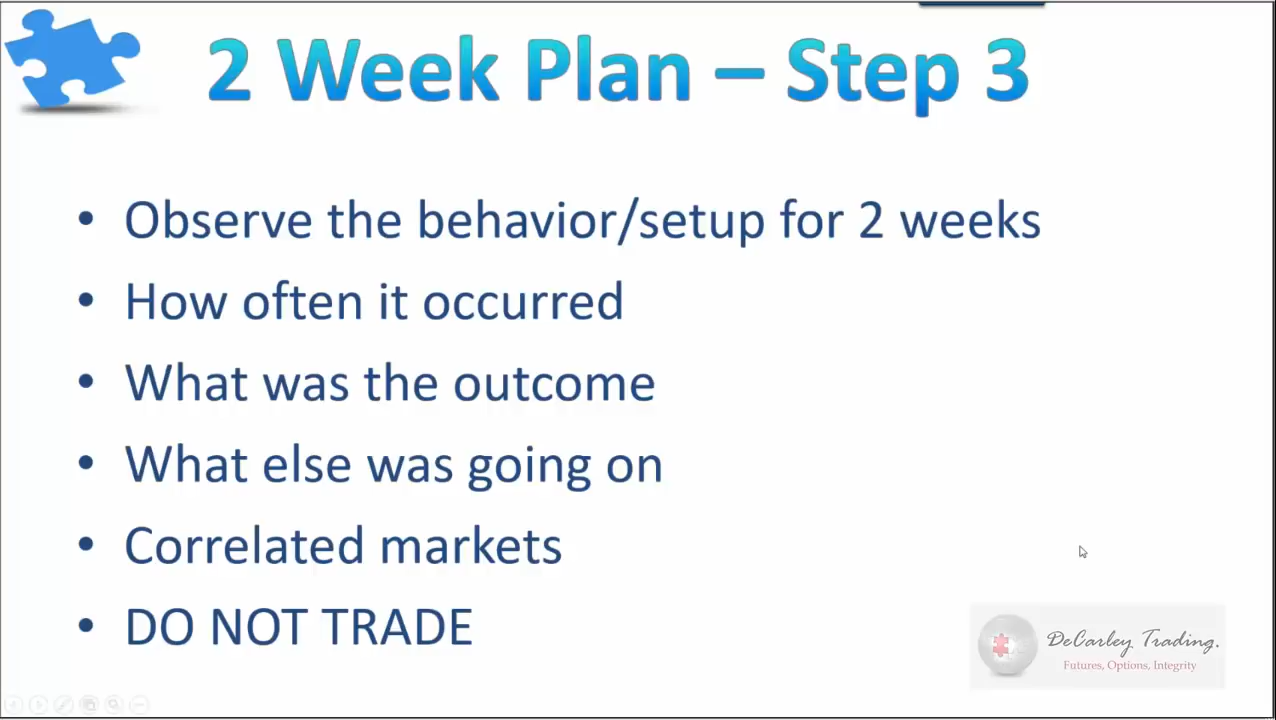 2 Week Plan – Step 3
• Observe the behavior/setup for 2 weeks
• How often it occurred
• What was the outcome
• What else was going on
• Correlated markets
• DO NOT TRADE
DeCarley Trading.
Futures, Options, Integrity